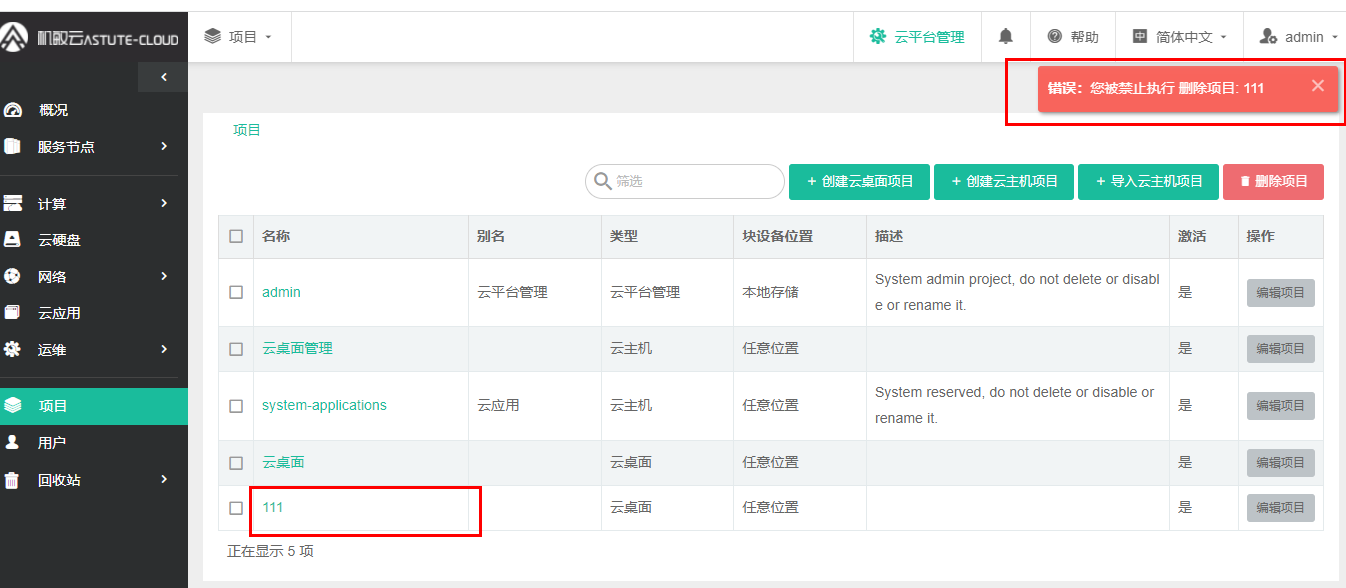 机敏云ASTUTE-CLOUD
项目
云平台管理
帮助
中 简体中文
admin
错误：您被禁止执行 删除项目: 111
概况
服务节点
计算
云硬盘
网络
云应用
运维
项目
用户
回收站
项目
筛选
+ 创建云桌面项目
+ 创建云主机项目
+ 导入云主机项目
删除项目
名称 别名 类型 块设备位置 描述 激活 操作
admin 云平台管理 云平台管理 本地存储 System admin project, do not delete or disabl
e or rename it. 是 编辑项目
云桌面管理 云主机 任意位置 是 编辑项目
system-applications 云应用 云主机 任意位置 System reserved, do not delete or disable or
rename it. 是 编辑项目
云桌面 云桌面 任意位置 是 编辑项目
111 云桌面 任意位置 是 编辑项目
正在显示 5 项